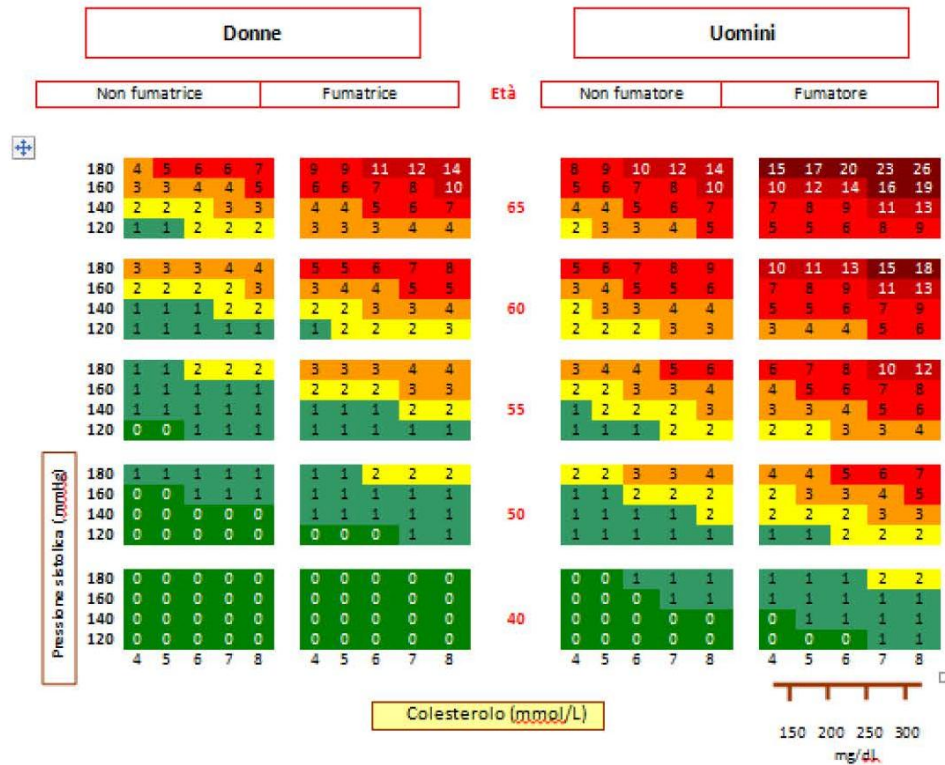 Donne Uomini
Non fumatrice Fumatrice Età Non fumatore Fumatore
180 4 5 6 6 7 9 9 11 12 14 8 9 10 12 14 15 17 20 23 26
160 3 3 4 4 5 6 6 7 8 10 5 6 7 8 10 10 12 14 16 19
140 2 2 2 3 3 4 4 5 6 7 65 4 4 5 6 7 7 8 9 11 13
120 1 1 2 2 2 3 3 3 4 4 2 3 3 4 5 5 5 6 8 9
180 3 3 3 4 4 5 5 6 7 8 5 6 7 8 9 10 11 13 15 18
160 2 2 2 2 3 3 4 4 5 5 3 4 5 5 6 7 8 9 11 13
140 1 1 1 2 2 2 2 3 3 4 60 2 3 3 4 4 5 5 6 7 9
120 1 1 1 1 1 1 2 2 2 3 2 2 2 3 3 3 4 4 5 6
180 1 1 2 2 2 3 3 3 4 4 3 4 4 5 6 6 7 8 10 12
160 1 1 1 1 1 2 2 2 3 3 2 2 3 3 4 4 5 6 7 8
140 1 1 1 1 1 1 1 1 2 2 55 1 2 2 2 3 3 3 4 5 6
120 0 0 1 1 1 1 1 1 1 1 1 1 1 2 2 2 2 3 3 4
180 1 1 1 1 1 1 1 2 2 2 2 2 3 3 4 4 4 5 6 7
160 0 0 1 1 1 1 1 1 1 1 1 1 2 2 2 2 3 3 4 5
140 0 0 0 0 0 1 1 1 1 1 50 1 1 1 1 2 2 2 2 3 3
120 0 0 0 0 0 0 0 0 1 1 1 1 1 1 1 1 1 2 2 2
180 0 0 0 0 0 0 0 0 0 0 0 0 1 1 1 1 1 1 2 2
160 0 0 0 0 0 0 0 0 0 0 0 0 0 1 1 1 1 1 1 1
140 0 0 0 0 0 0 0 0 0 0 40 0 0 0 0 0 0 1 1 1 1
120 0 0 0 0 0 0 0 0 0 0 0 0 0 0 0 0 0 0 1 1
4 5 6 7 8 4 5 6 7 8 4 5 6 7 8 4 5 6 7 8
Pressione sistolica (mmHg)
Colesterolo (mmol/L)
150 200 250 300
mg/dL